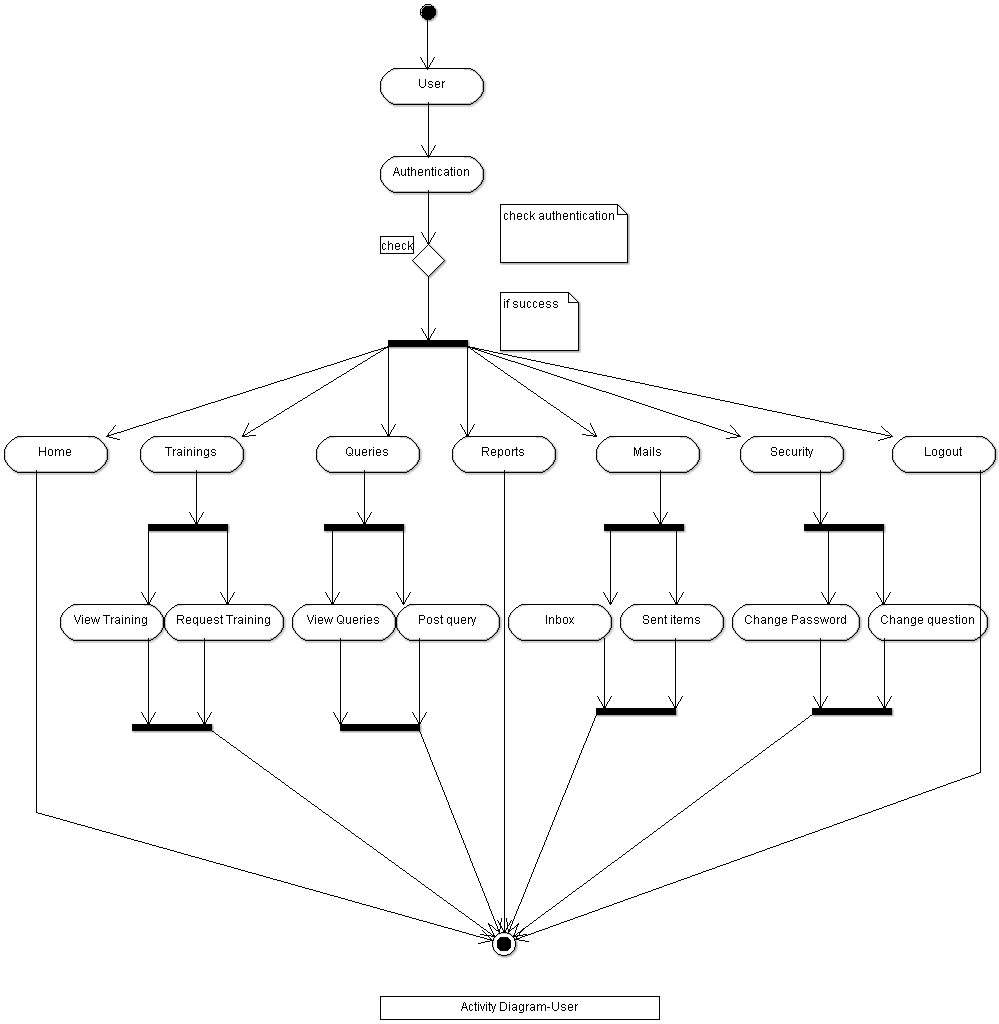 User
Authentication
check authentication
check
if success
Home
Trainings
Queries
Reports
Mails
Security
Logout
View Training
Request Training
View Queries
Post query
Inbox
Sent items
Change Password
Change question
Activity Diagram-User